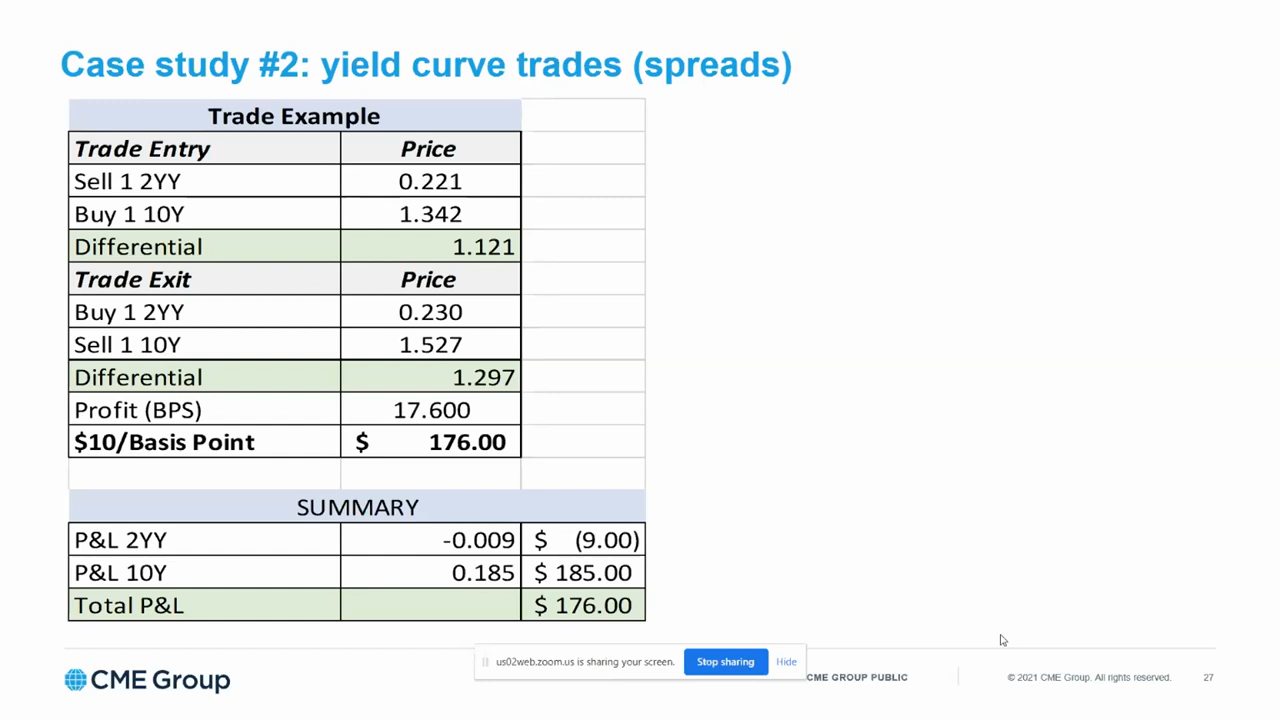 Case study #2: yield curve trades (spreads)
Trade Example
Trade Entry Price
Sell 1 2YY 0.221
Buy 1 10Y 1.342
Differential 1.121
Trade Exit Price
Buy 1 2YY 0.230
Sell 1 10Y 1.527
Differential 1.297
Profit (BPS) 17.600
$10/Basis Point $ 176.00
SUMMARY
P&L 2YY -0.009 $ (9.00)
P&L 10Y 0.185 $ 185.00
Total P&L $ 176.00
us02web.zoom.us is sharing your screen. Stop sharing Hide
CME Group CME GROUP PUBLIC © 2021 CME Group. All rights reserved. 27